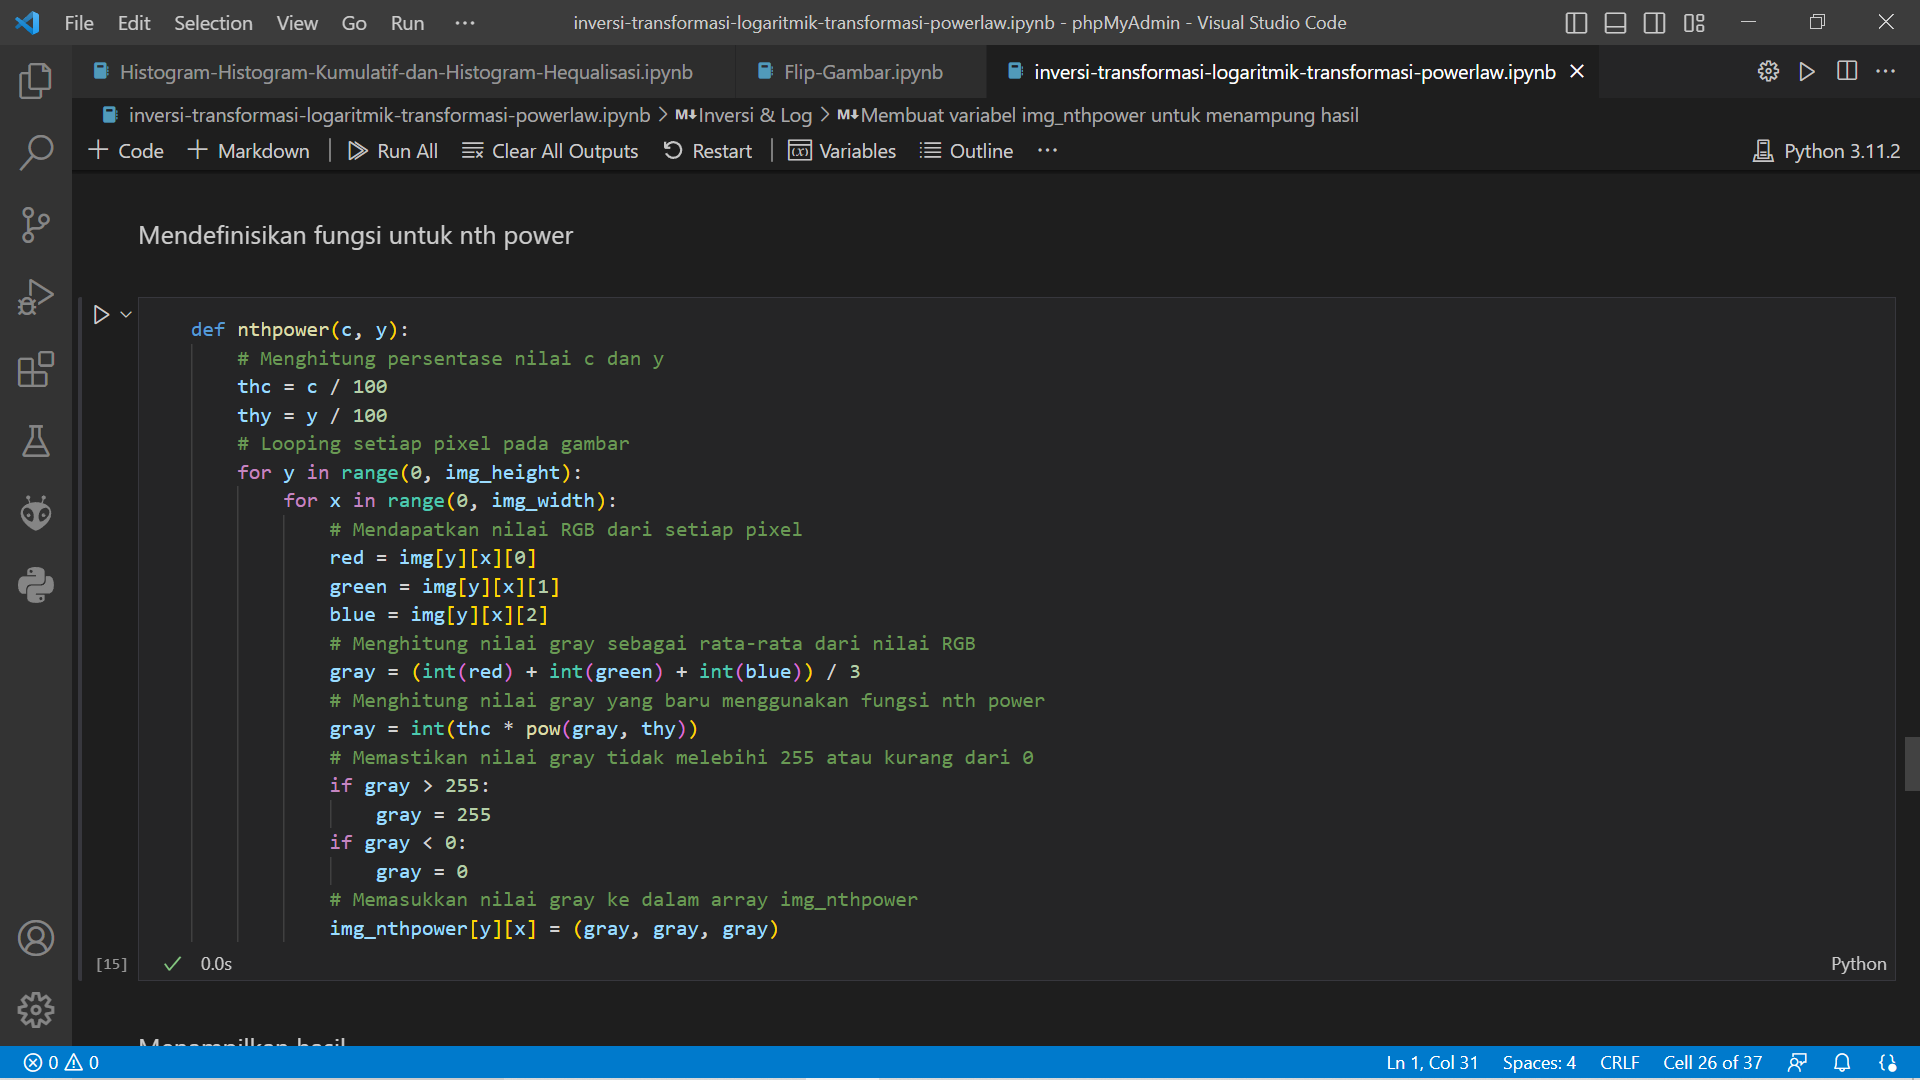 File Edit Selection View Go Run ···
inversi-transformasi-logaritmik-transformasi-powerlaw.ipynb - phpMyAdmin - Visual Studio Code
Histogram-Histogram-Kumulatif-dan-Histogram-Hequalisasi.ipynb
Flip-Gambar.ipynb
inversi-transformasi-logaritmik-transformasi-powerlaw.ipynb
inversi-transformasi-logaritmik-transformasi-powerlaw.ipynb > M↓Inversi & Log > M↓Membuat variabel img_nthpower untuk menampung hasil
+ Code + Markdown | Run All Clear All Outputs Restart | Variables Outline ···
Python 3.11.2
Mendefinisikan fungsi untuk nth power
def nthpower(c, y):
# Menghitung persentase nilai c dan y
thc = c / 100
thy = y / 100
# Looping setiap pixel pada gambar
for y in range(0, img_height):
for x in range(0, img_width):
# Mendapatkan nilai RGB dari setiap pixel
red = img[y][x][0]
green = img[y][x][1]
blue = img[y][x][2]
# Menghitung nilai gray sebagai rata-rata dari nilai RGB
gray = (int(red) + int(green) + int(blue)) / 3
# Menghitung nilai gray yang baru menggunakan fungsi nth power
gray = int(thc * pow(gray, thy))
# Memastikan nilai gray tidak melebihi 255 atau kurang dari 0
if gray > 255:
gray = 255
if gray < 0:
gray = 0
# Memasukkan nilai gray ke dalam array img_nthpower
img_nthpower[y][x] = (gray, gray, gray)
[15] ✓ 0.0s
Python
Menampilkan hasil
0 0
Ln 1, Col 31 Spaces: 4 CRLF Cell 26 of 37